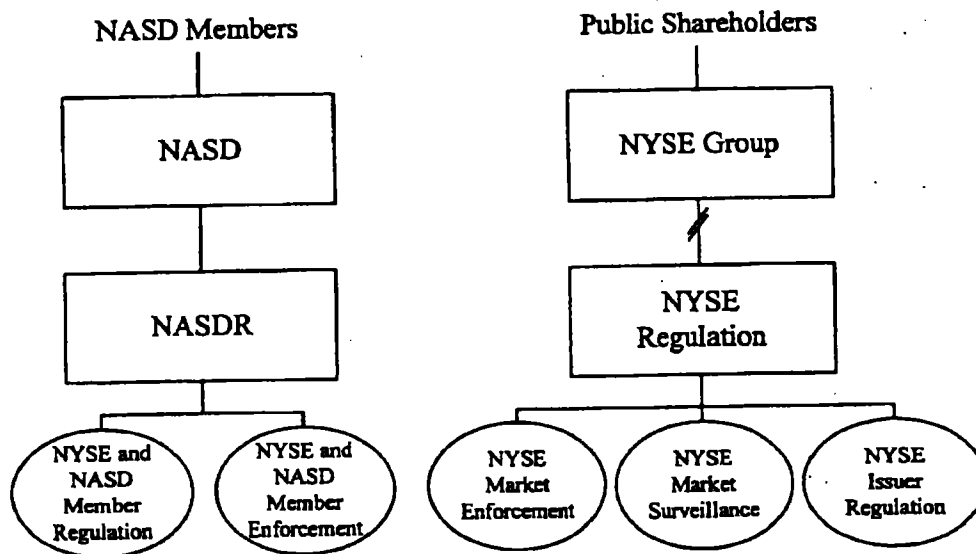 NASD Members
NASD
NASDR
NYSE and
NASD
Member
Regulation
NYSE and
NASD
Member
Enforcement
Public Shareholders
NYSE Group
NYSE
Regulation
NYSE
Market
Enforcement
NYSE
Market
Surveillance
NYSE
Issuer
Regulation